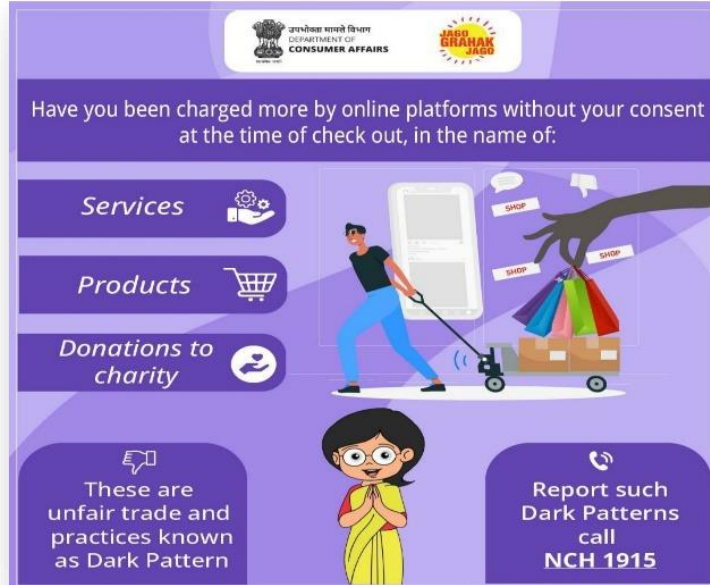 उपभोक्ता मामले विभाग
DEPARTMENT OF
CONSUMER AFFAIRS
JAGO
GRAHAK
JAGO
Have you been charged more by online platforms without your consent
at the time of check out, in the name of:
Services
Products
Donations to
charity
SHOP
SHOP
SHOP
SHOP
These are
unfair trade and
practices known
as Dark Pattern
Report such
Dark Patterns
call
NCH 1915